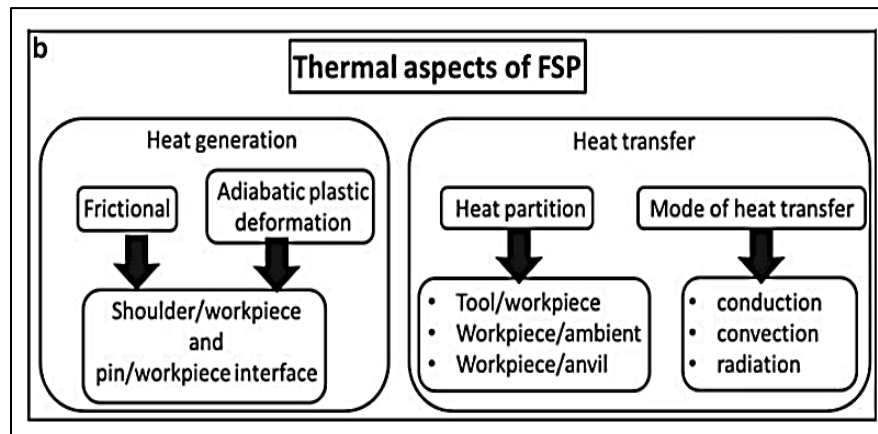 b
Thermal aspects of FSP
Heat generation
Frictional
Adiabatic plastic
deformation
Shoulder/workpiece
and
pin/workpiece interface
Heat transfer
Heat partition
Mode of heat transfer
• Tool/workpiece
• Workpiece/ambient
• Workpiece/anvil
• conduction
• convection
• radiation